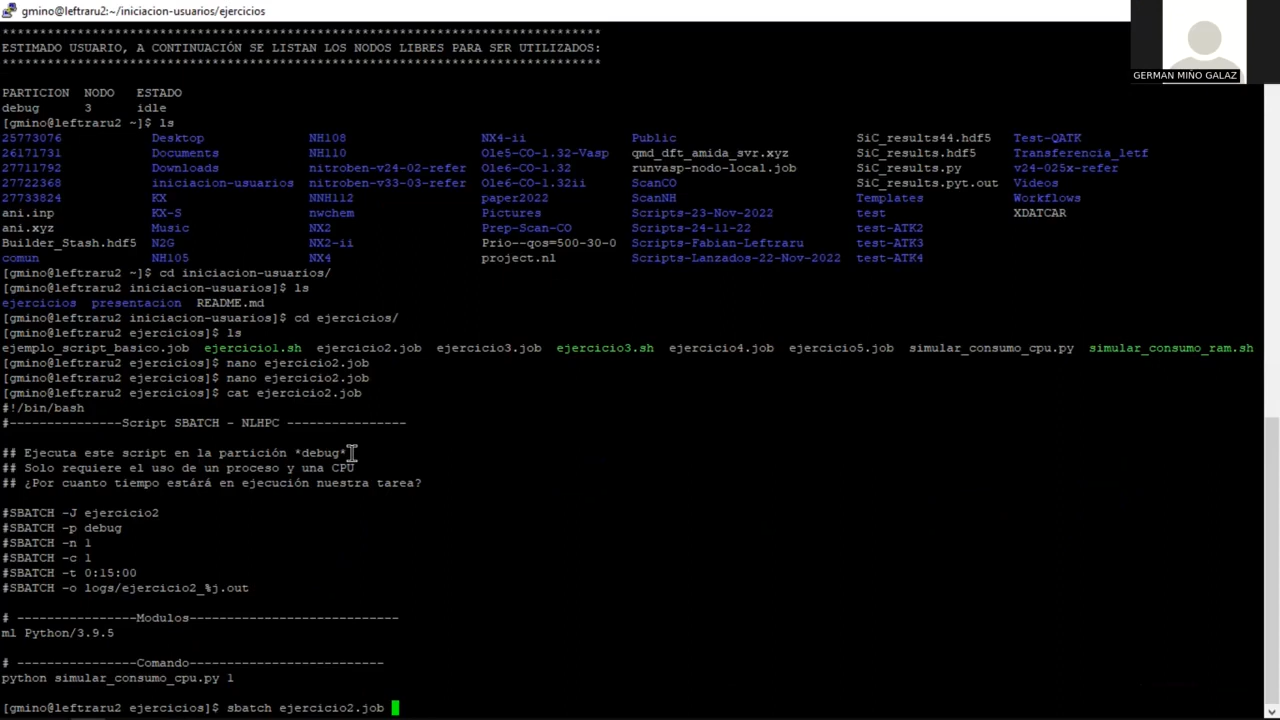 gmino@leftraru2:~/iniciacion-usuarios/ejercicios
GERMAN MIÑO GALAZ
********************************************************************************
ESTIMADO USUARIO, A CONTINUACIÓN SE LISTAN LOS NODOS LIBRES PARA SER UTILIZADOS:
********************************************************************************
PARTICION NODO ESTADO
debug 3 idle
[gmino@leftraru2 ~]$ ls
25773076 Desktop NH108 NX4-ii Public SiC_results44.hdf5 Test-QATK
26171731 Documents NH110 Ole5-CO-1.32-Vasp qmd_dft_amida_svr.xyz SiC_results.hdf5 Transferencia_letf
27711792 Downloads nitroben-v24-02-refer Ole6-CO-1.32 runvasp-nodo-local.job SiC_results.py v24-025x-refer
27722368 iniciacion-usuarios nitroben-v33-03-refer Ole6-CO-1.32ii ScanCO SiC_results.pyt.out Videos
27733824 KX NNH112 paper2022 ScanNH Templates Workflows
ani.inp KX-S nwchem Pictures Scripts-23-Nov-2022 test XDATCAR
ani.xyz Music NX2 Prep-Scan-CO Scripts-24-11-22 test-ATK2
Builder_Stash.hdf5 N2G NX2-ii Prio--qos=500-30-0 Scripts-Fabian-Leftraru test-ATK3
comun NH105 NX4 project.nl Scripts-Lanzados-22-Nov-2022 test-ATK4
[gmino@leftraru2 ~]$ cd iniciacion-usuarios/
[gmino@leftraru2 iniciacion-usuarios]$ ls
ejercicios presentacion README.md
[gmino@leftraru2 iniciacion-usuarios]$ cd ejercicios/
[gmino@leftraru2 ejercicios]$ ls
ejemplo_script_basico.job ejercicio1.sh ejercicio2.job ejercicio3.job ejercicio3.sh ejercicio4.job ejercicio5.job simular_consumo_cpu.py simular_consumo_ram.sh
[gmino@leftraru2 ejercicios]$ nano ejercicio2.job
[gmino@leftraru2 ejercicios]$ nano ejercicio2.job
[gmino@leftraru2 ejercicios]$ cat ejercicio2.job
#!/bin/bash
#---------------Script SBATCH - NLHPC ----------------
## Ejecuta este script en la partición *debug*
## Solo requiere el uso de un proceso y una CPU
## ¿Por cuanto tiempo estárá en ejecución nuestra tarea?
#SBATCH -J ejercicio2
#SBATCH -p debug
#SBATCH -n 1
#SBATCH -c 1
#SBATCH -t 0:15:00
#SBATCH -o logs/ejercicio2_%j.out
# ----------------Modulos----------------------------
ml Python/3.9.5
# ----------------Comando--------------------------
python simular_consumo_cpu.py 1
[gmino@leftraru2 ejercicios]$ sbatch ejercicio2.job